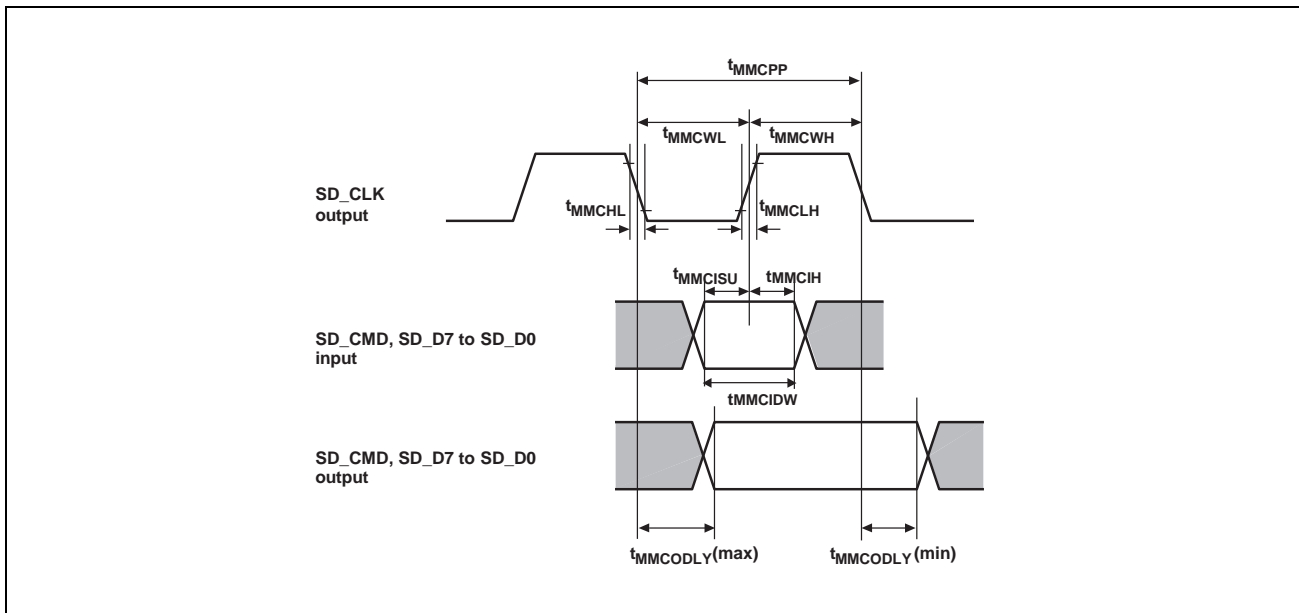 tMMCPP
tMMCWL
tMMCWH
SD_CLK
output
tMMCHL
tMMCLH
tMMCISU
tMMCIH
SD_CMD, SD_D7 to SD_D0
input
tMMCIDW
SD_CMD, SD_D7 to SD_D0
output
tMMCODLY(max)
tMMCODLY(min)